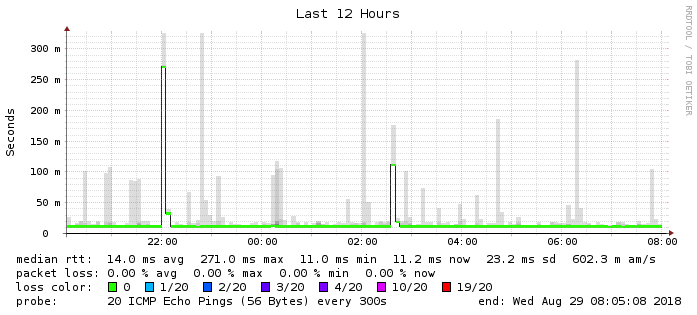 Last 12 Hours
RRDTOOL / TOBI OETIKER
Seconds
300 m
250 m
200 m
150 m
100 m
50 m
0
22:00 00:00 02:00 04:00 06:00 08:00
median rtt: 14.0 ms avg 271.0 ms max 11.0 ms min 11.2 ms now 23.2 ms sd 602.3 m am/s
packet loss: 0.00 % avg 0.00 % max 0.00 % min 0.00 % now
loss color: 0 1/20 2/20 3/20 4/20 10/20 19/20
probe: 20 ICMP Echo Pings (56 Bytes) every 300s end: Wed Aug 29 08:05:08 2018